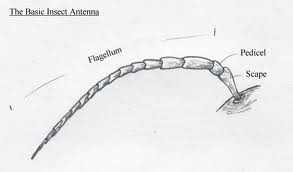 The Basic Insect Antenna
Flagellum
Pedicel
Scape